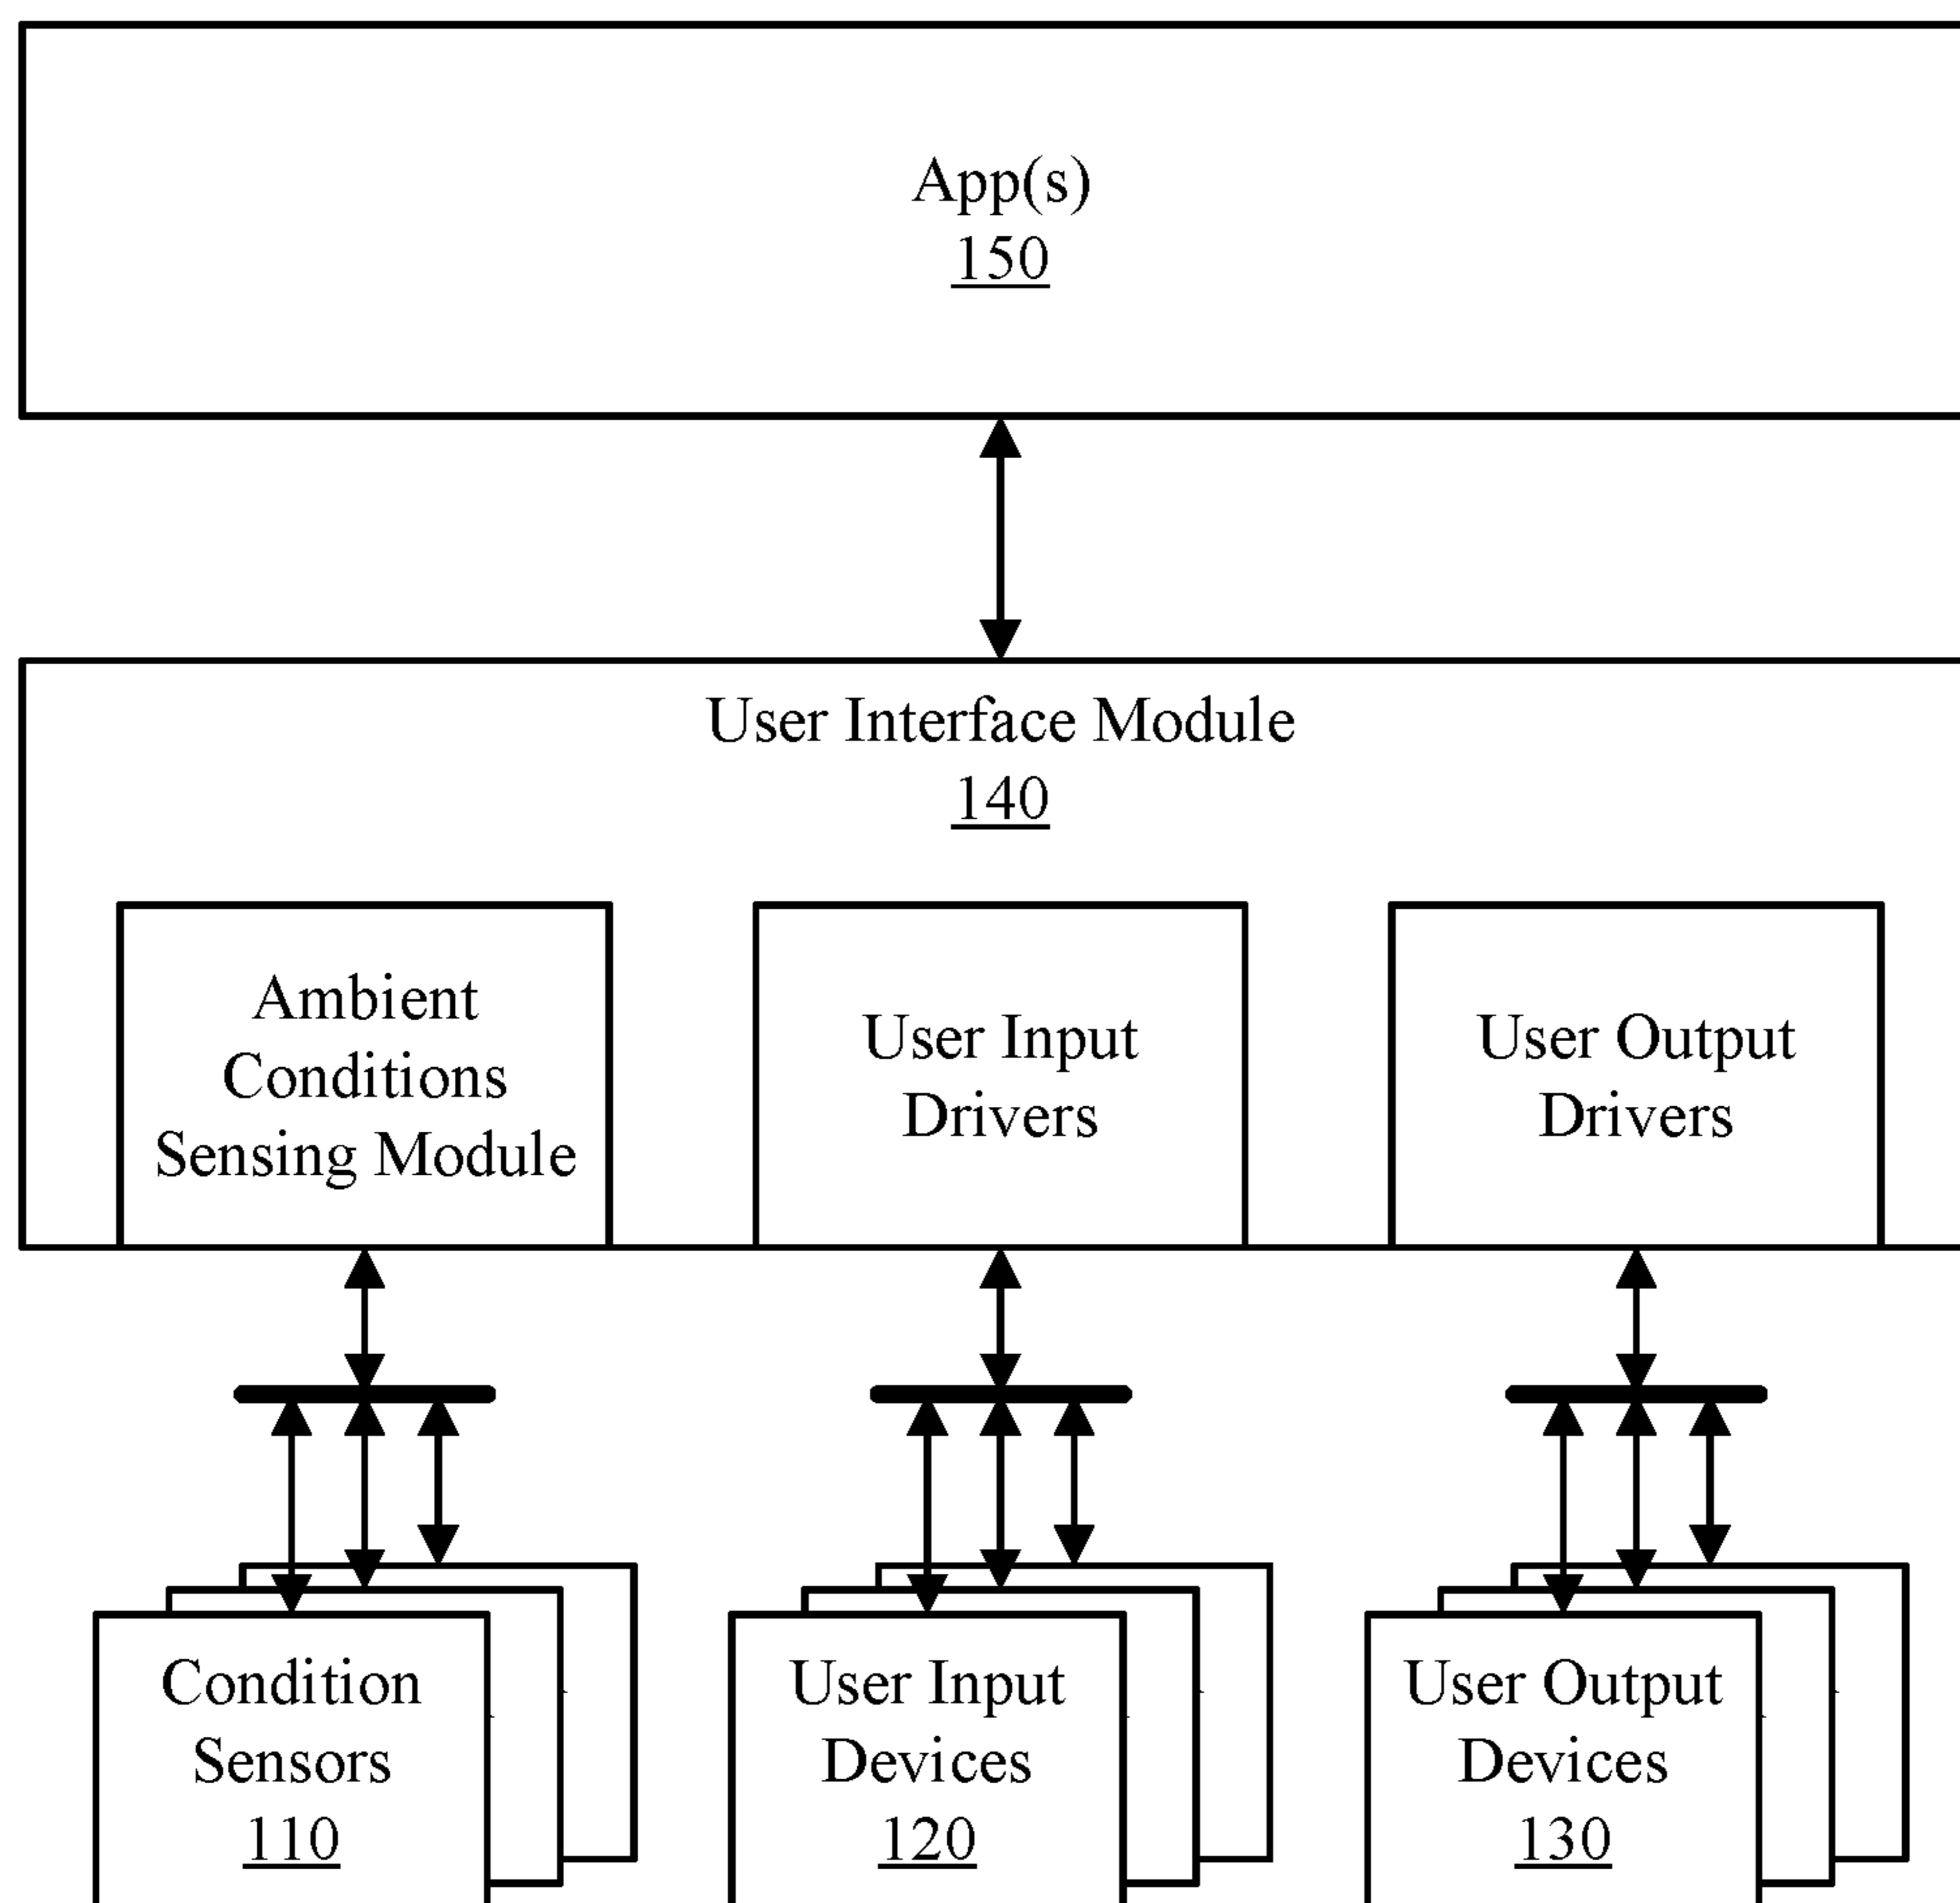 App(s)
150
User Interface Module
140
Ambient
Conditions
Sensing Module
User Input
Drivers
User Output
Drivers
Condition
Sensors
110
User Input
Devices
120
User Output
Devices
130